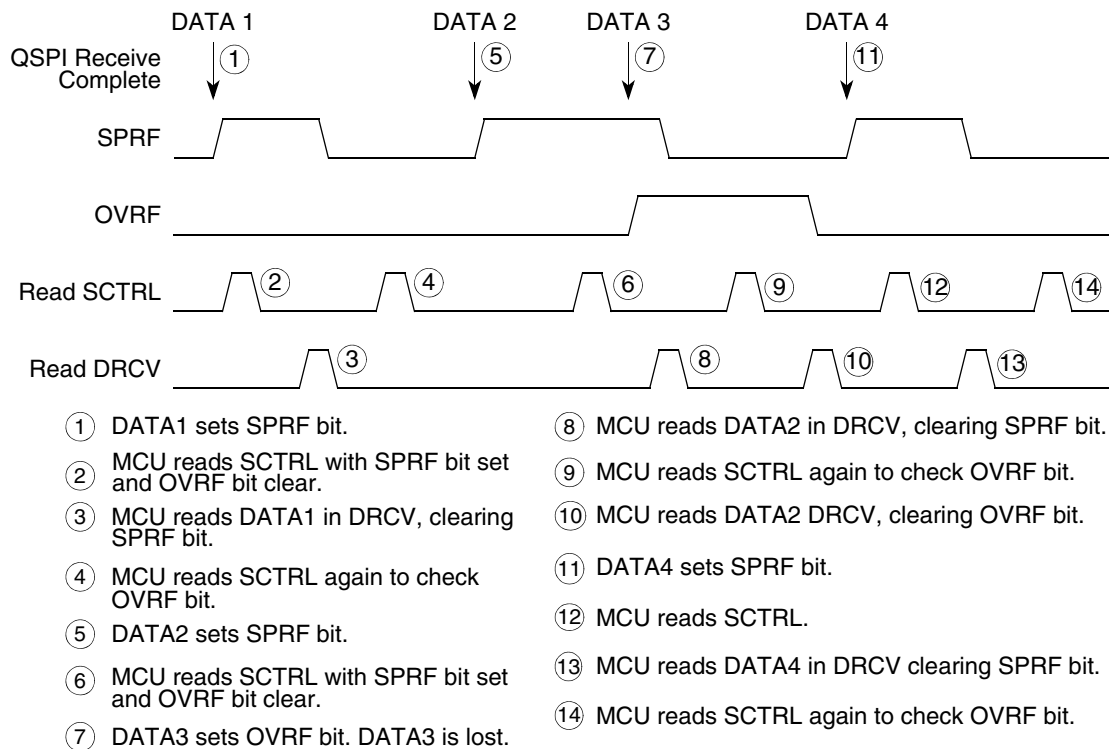 DATA 1 DATA 2 DATA 3 DATA 4
QSPI Receive
Complete
1 5 7 11
SPRF
OVRF
Read SCTRL 2 4 6 9 12 14
Read DRCV 3 8 10 13
1 DATA1 sets SPRF bit.
2 MCU reads SCTRL with SPRF bit set
and OVRF bit clear.
3 MCU reads DATA1 in DRCV, clearing
SPRF bit.
4 MCU reads SCTRL again to check
OVRF bit.
5 DATA2 sets SPRF bit.
6 MCU reads SCTRL with SPRF bit set
and OVRF bit clear.
7 DATA3 sets OVRF bit. DATA3 is lost.
8 MCU reads DATA2 in DRCV, clearing SPRF bit.
9 MCU reads SCTRL again to check OVRF bit.
10 MCU reads DATA2 DRCV, clearing OVRF bit.
11 DATA4 sets SPRF bit.
12 MCU reads SCTRL.
13 MCU reads DATA4 in DRCV clearing SPRF bit.
14 MCU reads SCTRL again to check OVRF bit.